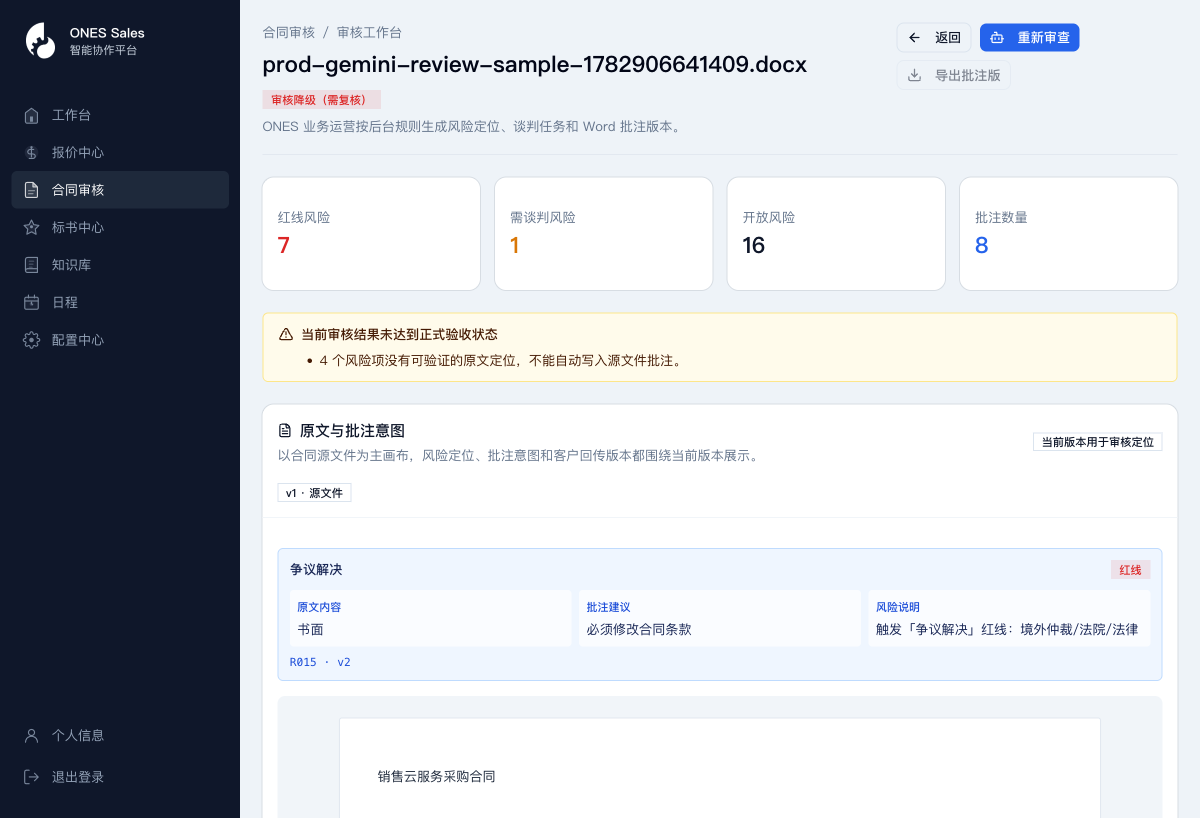 ONES Sales
智能协作平台
工作台
报价中心
合同审核
标书中心
知识库
日程
配置中心
个人信息
退出登录
合同审核 / 审核工作台
prod-gemini-review-sample-1782906641409.docx
审核降级（需复核）
ONES 业务运营按后台规则生成风险定位、谈判任务和 Word 批注版本。
返回
重新审查
导出批注版
红线风险
7
需谈判风险
1
开放风险
16
批注数量
8
当前审核结果未达到正式验收状态
• 4 个风险项没有可验证的原文定位，不能自动写入源文件批注。
原文与批注意图
以合同源文件为主画布，风险定位、批注意图和客户回传版本都围绕当前版本展示。
当前版本用于审核定位
v1 · 源文件
争议解决
红线
原文内容
书面
批注建议
必须修改合同条款
风险说明
触发「争议解决」红线：境外仲裁/法院/法律
R015 · v2
销售云服务采购合同